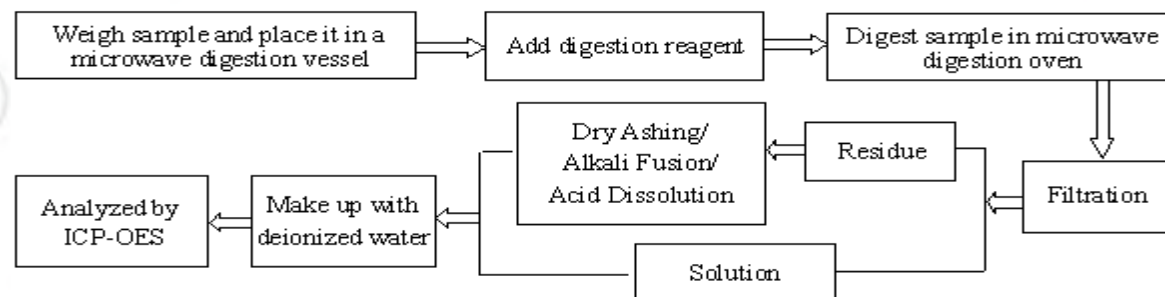 Weigh sample and place it in a
microwave digestion vessel
Add digestion reagent
Digest sample in microwave
digestion oven
Filtration
Residue
Dry Ashing/
Alkali Fusion/
Acid Dissolution
Solution
Make up with
deionized water
Analyzed by
ICP-OES